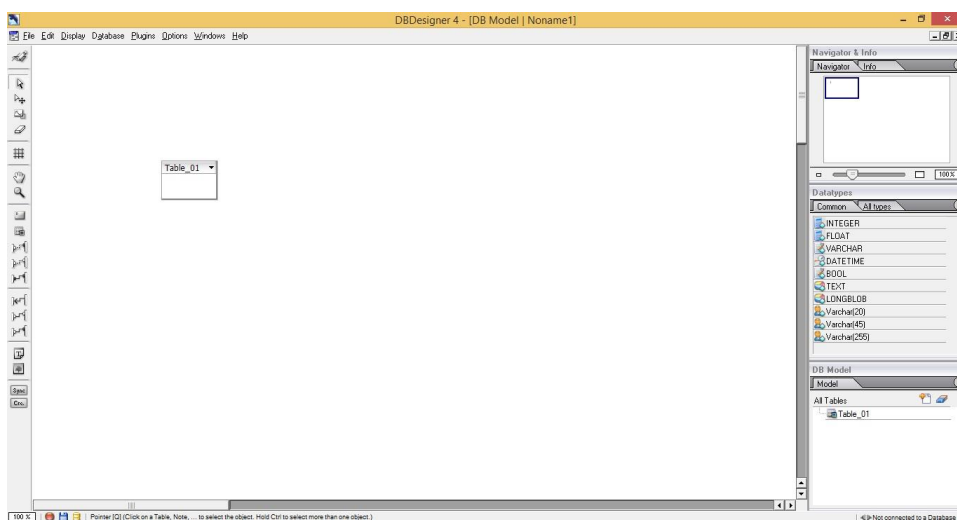 DBDesigner 4 - [DB Model | Noname1]
File Edit Display Database Plugins Options Windows Help
Navigator & Info
Navigator Info
Table_01
100%
Datatypes
Common All types
INTEGER
FLOAT
VARCHAR
DATETIME
BOOL
TEXT
LONGBLOB
Varchar(20)
Varchar(45)
Varchar(255)
DB Model
Model
All Tables
Table_01
Sync
100 % Pointer [Q] (Click on a Table, Note, ... to select the object. Hold Ctrl to select more than one object.) Not connected to a Database